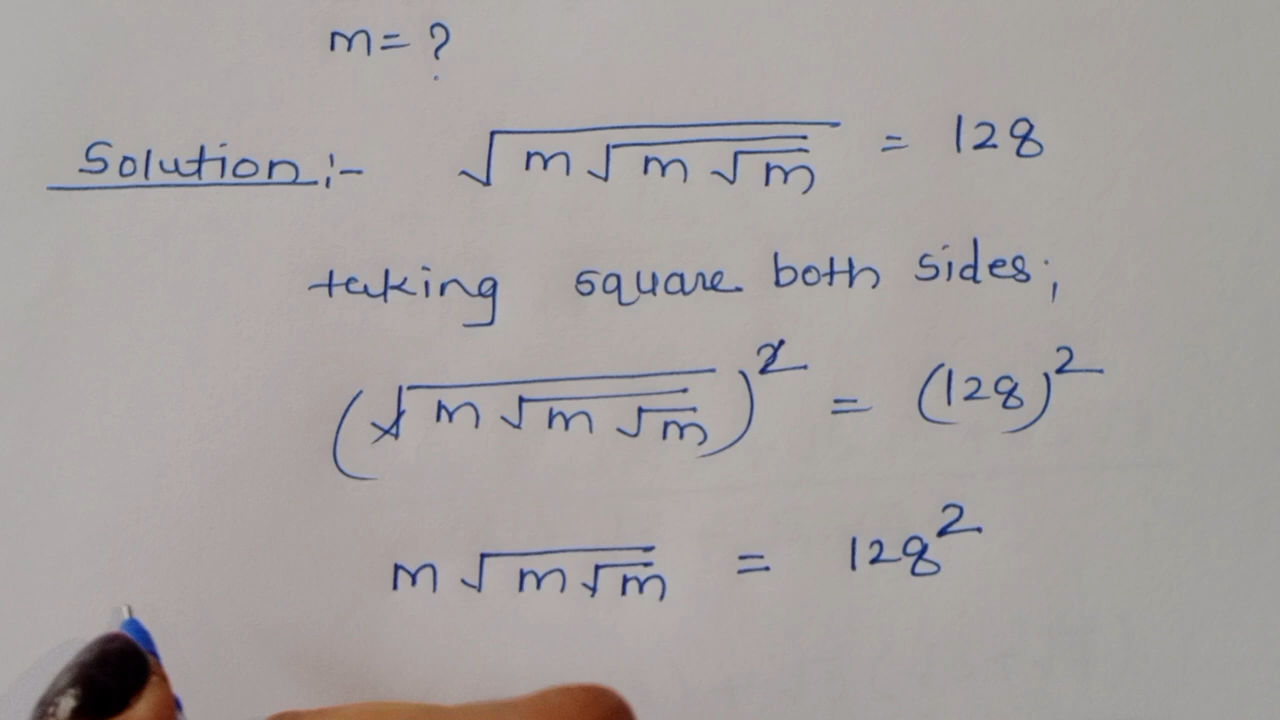 m = ?
Solution :- √(m√(m√m)) = 128
taking square both sides;
(√(m√(m√m)))² = (128)²
m√(m√m) = 128²